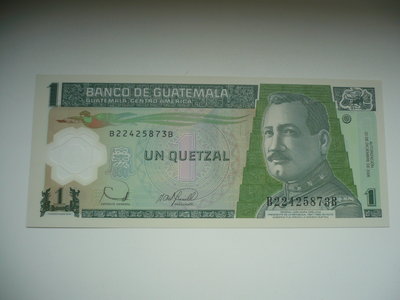 BANCO DE GUATEMALA
GUATEMALA, CENTRO AMERICA
B22425873B
UN QUETZAL
B22425873B
1
1